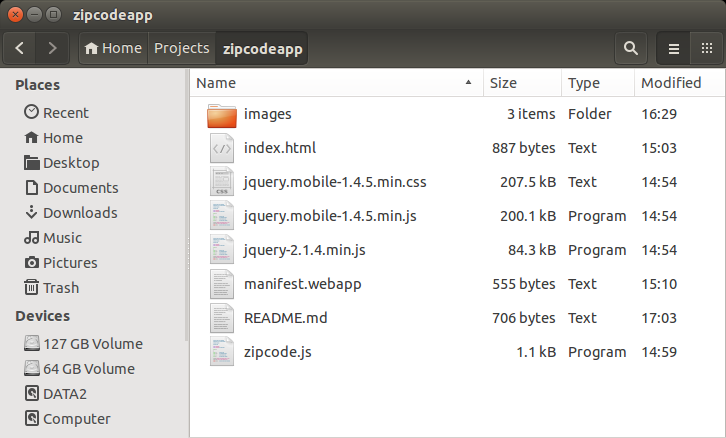 zipcodeapp
Home Projects zipcodeapp
Places
Recent
Home
Desktop
Documents
Downloads
Music
Pictures
Trash
Devices
127 GB Volume
64 GB Volume
DATA2
Computer
Name Size Type Modified
images 3 items Folder 16:29
index.html 887 bytes Text 15:03
jquery.mobile-1.4.5.min.css 207.5 kB Text 14:54
jquery.mobile-1.4.5.min.js 200.1 kB Program 14:54
jquery-2.1.4.min.js 84.3 kB Program 14:54
manifest.webapp 555 bytes Text 15:10
README.md 706 bytes Text 17:03
zipcode.js 1.1 kB Program 14:59